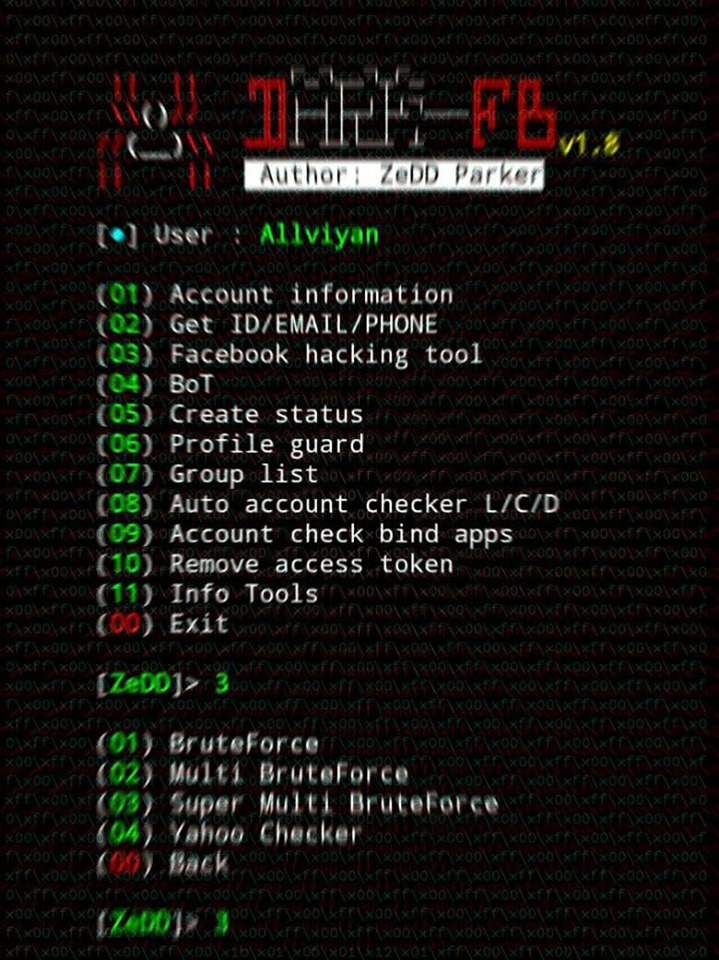 DARK-FB v1.8
Author: ZeDD Parker
[•] User : Allviyan
(01) Account information
(02) Get ID/EMAIL/PHONE
(03) Facebook hacking tool
(04) BoT
(05) Create status
(06) Profile guard
(07) Group list
(08) Auto account checker L/C/D
(09) Account check bind apps
(10) Remove access token
(11) Info Tools
(00) Exit
[ZeDD]> 3
(01) BruteForce
(02) Multi BruteForce
(03) Super Multi BruteForce
(04) Yahoo Checker
(00) Back
[ZeDD]> 3